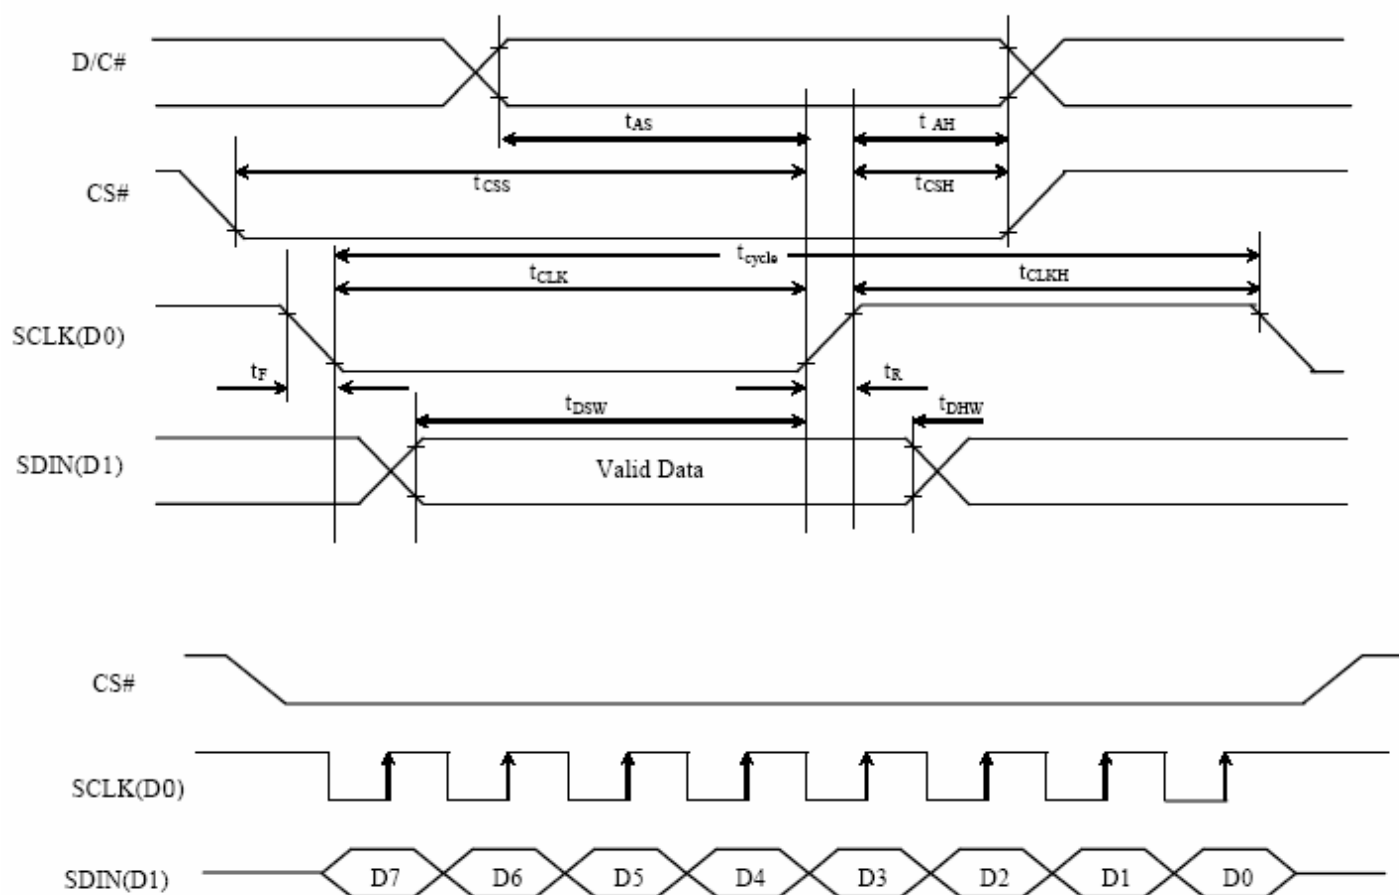 D/C#
tAS
t AH
CS#
tCSS
tCSH
tcycle
tCLK
tCLKH
SCLK(D0)
tF
tR
tDSW
tDHW
SDIN(D1)
Valid Data
CS#
SCLK(D0)
SDIN(D1)
D7 D6 D5 D4 D3 D2 D1 D0